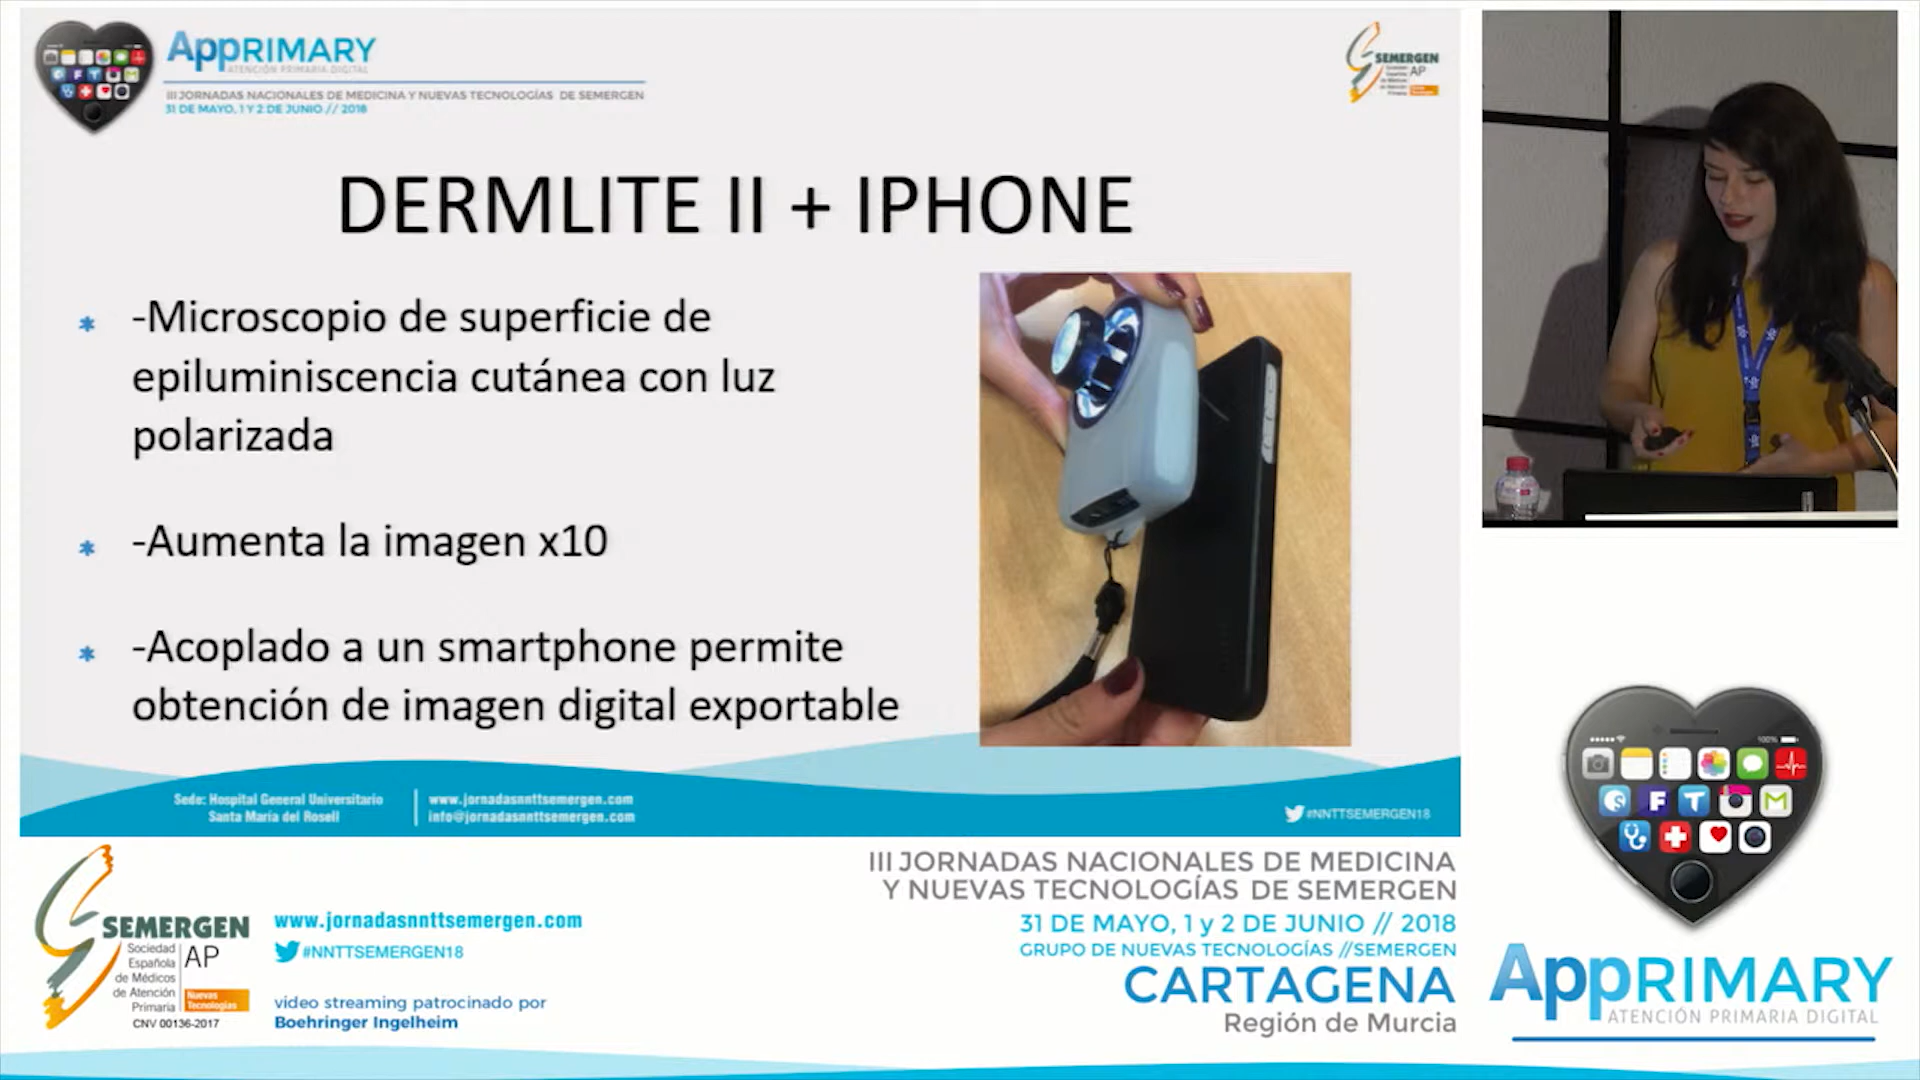 AppRIMARY
ATENCIÓN PRIMARIA DIGITAL
III JORNADAS NACIONALES DE MEDICINA Y NUEVAS TECNOLOGÍAS DE SEMERGEN
31 DE MAYO, 1 Y 2 DE JUNIO // 2018
SEMERGEN
AP
DERMLITE II + IPHONE
* -Microscopio de superficie de
epiluminiscencia cutánea con luz
polarizada
* -Aumenta la imagen x10
* -Acoplado a un smartphone permite
obtención de imagen digital exportable
Sede: Hospital General Universitario
Santa María del Rosell
www.jornadasnnttsemergen.com
info@jornadasnnttsemergen.com
#NNTTSEMERGEN18
SEMERGEN
Sociedad
Española
de Médicos
de Atención
Primaria
AP
Nuevas
Tecnologías
CNV 00136-2017
www.jornadasnnttsemergen.com
#NNTTSEMERGEN18
video streaming patrocinado por
Boehringer Ingelheim
III JORNADAS NACIONALES DE MEDICINA
Y NUEVAS TECNOLOGÍAS DE SEMERGEN
31 DE MAYO, 1 y 2 DE JUNIO // 2018
GRUPO DE NUEVAS TECNOLOGÍAS //SEMERGEN
CARTAGENA
Región de Murcia
100%
F T M
AppRIMARY
ATENCIÓN PRIMARIA DIGITAL